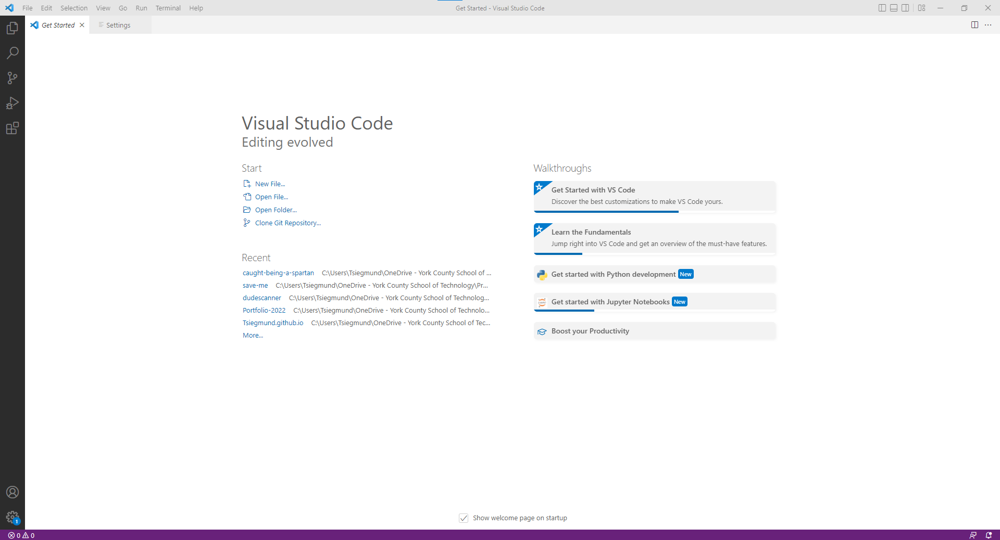 File Edit Selection View Go Run Terminal Help
Get Started - Visual Studio Code
Get Started
Settings
Visual Studio Code
Editing evolved
Start
New File...
Open File...
Open Folder...
Clone Git Repository...
Recent
caught-being-a-spartan C:\Users\Tsiegmund\OneDrive - York County School of ...
save-me C:\Users\Tsiegmund\OneDrive - York County School of Technology\Pr...
dudescanner C:\Users\Tsiegmund\OneDrive - York County School of Technolog...
Portfolio-2022 C:\Users\Tsiegmund\OneDrive - York County School of Technolo...
Tsiegmund.github.io C:\Users\Tsiegmund\OneDrive - York County School of Tec...
More...
Walkthroughs
Get Started with VS Code
Discover the best customizations to make VS Code yours.
Learn the Fundamentals
Jump right into VS Code and get an overview of the must-have features.
Get started with Python development New
Get started with Jupyter Notebooks New
Boost your Productivity
Show welcome page on startup
1
0 0